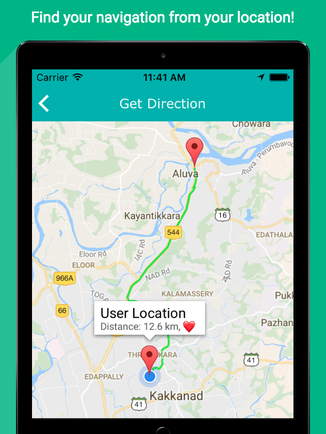 Find your navigation from your location!
Carrier 11:41 AM
Get Direction
Chowara
Aluva
Aluva - Perumbavoor
Kayantikkara
16
544
EDATHALA
Eloor Rd
ELOOR
IAC Rd
NAD Rd
966A
KALAMASSERY
66
Pukk
User Location
Pazhan
Distance: 12.6 km, ❤️
THRIKKAKARA
41
EDAPPALLY
Kakkanad
41